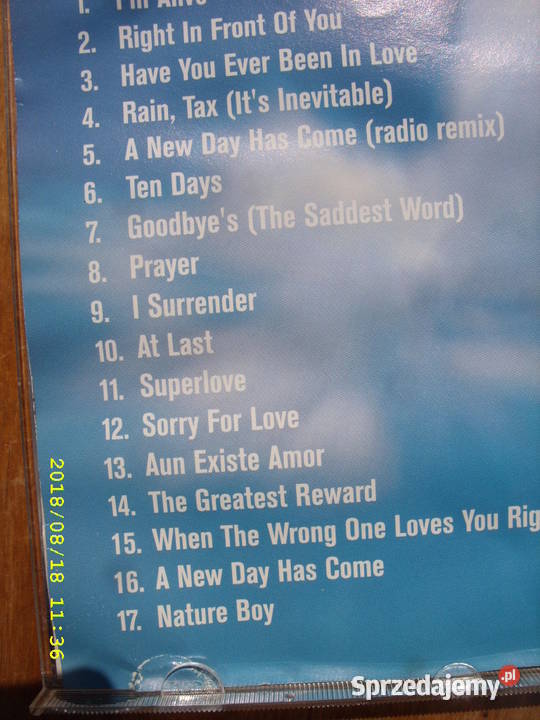 1. I'm Alive
2. Right In Front Of You
3. Have You Ever Been In Love
4. Rain, Tax (It's Inevitable)
5. A New Day Has Come (radio remix)
6. Ten Days
7. Goodbye's (The Saddest Word)
8. Prayer
9. I Surrender
10. At Last
11. Superlove
12. Sorry For Love
13. Aun Existe Amor
14. The Greatest Reward
15. When The Wrong One Loves You Rig
16. A New Day Has Come
17. Nature Boy
2018/08/18 11:36
Sprzedajemy.pl